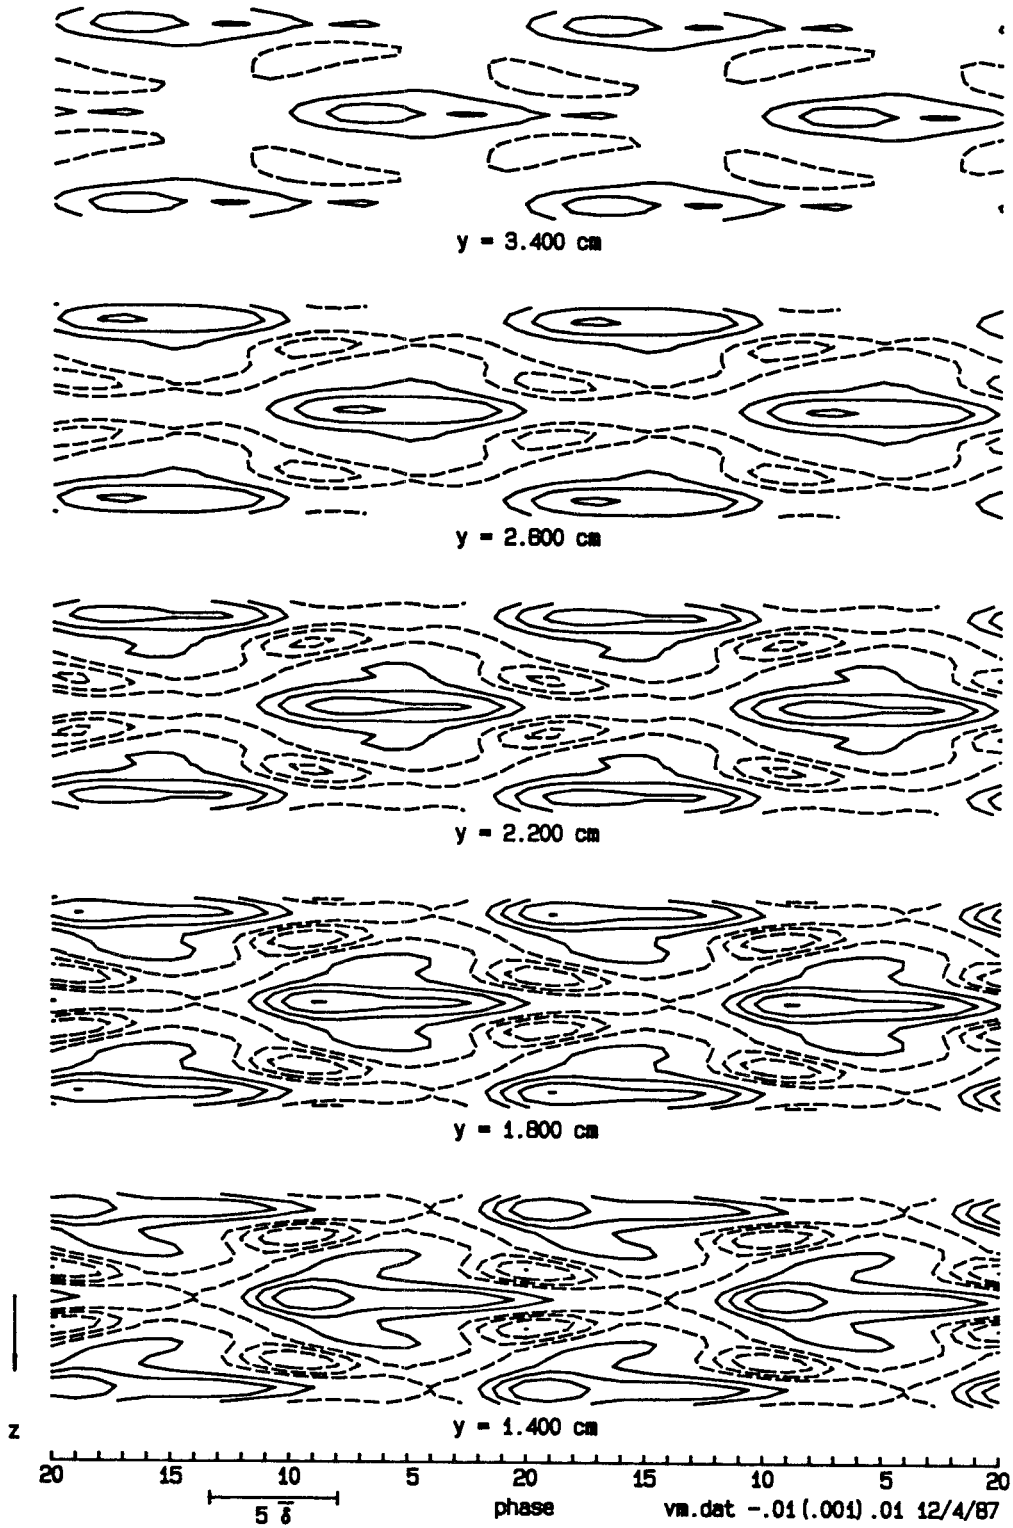 y = 3.400 cm
y = 2.800 cm
y = 2.200 cm
y = 1.800 cm
y = 1.400 cm
z
20 15 10 5 20 15 10 5 20
5 δ̄ phase vm.dat -.01(.001).01 12/4/87